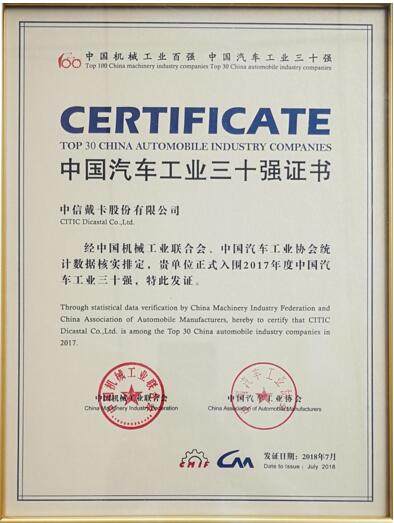 100 中国机械工业百强 中国汽车工业三十强
Top 100 China machinery industry companies Top 30 China automobile industry companies
CERTIFICATE
TOP 30 CHINA AUTOMOBILE INDUSTRY COMPANIES
中国汽车工业三十强证书
中信戴卡股份有限公司
CITIC Dicastal Co.,Ltd.
经中国机械工业联合会、中国汽车工业协会统
计数据核实排定，贵单位正式入围2017年度中国汽
车工业三十强，特此发证。
Through statistical data verification by China Machinery Industry Federation and
China Association of Automobile Manufacturers, hereby to certify that CITIC
Dicastal Co.,Ltd. is among the Top 30 China automobile industry companies in
2017.
中国机械工业联合会 中国汽车工业协会
China Machinery Industry Federation China Association of Automobile Manufacturers
CMIF CAM 发证日期：2018年7月
Date to Issue: July 2018